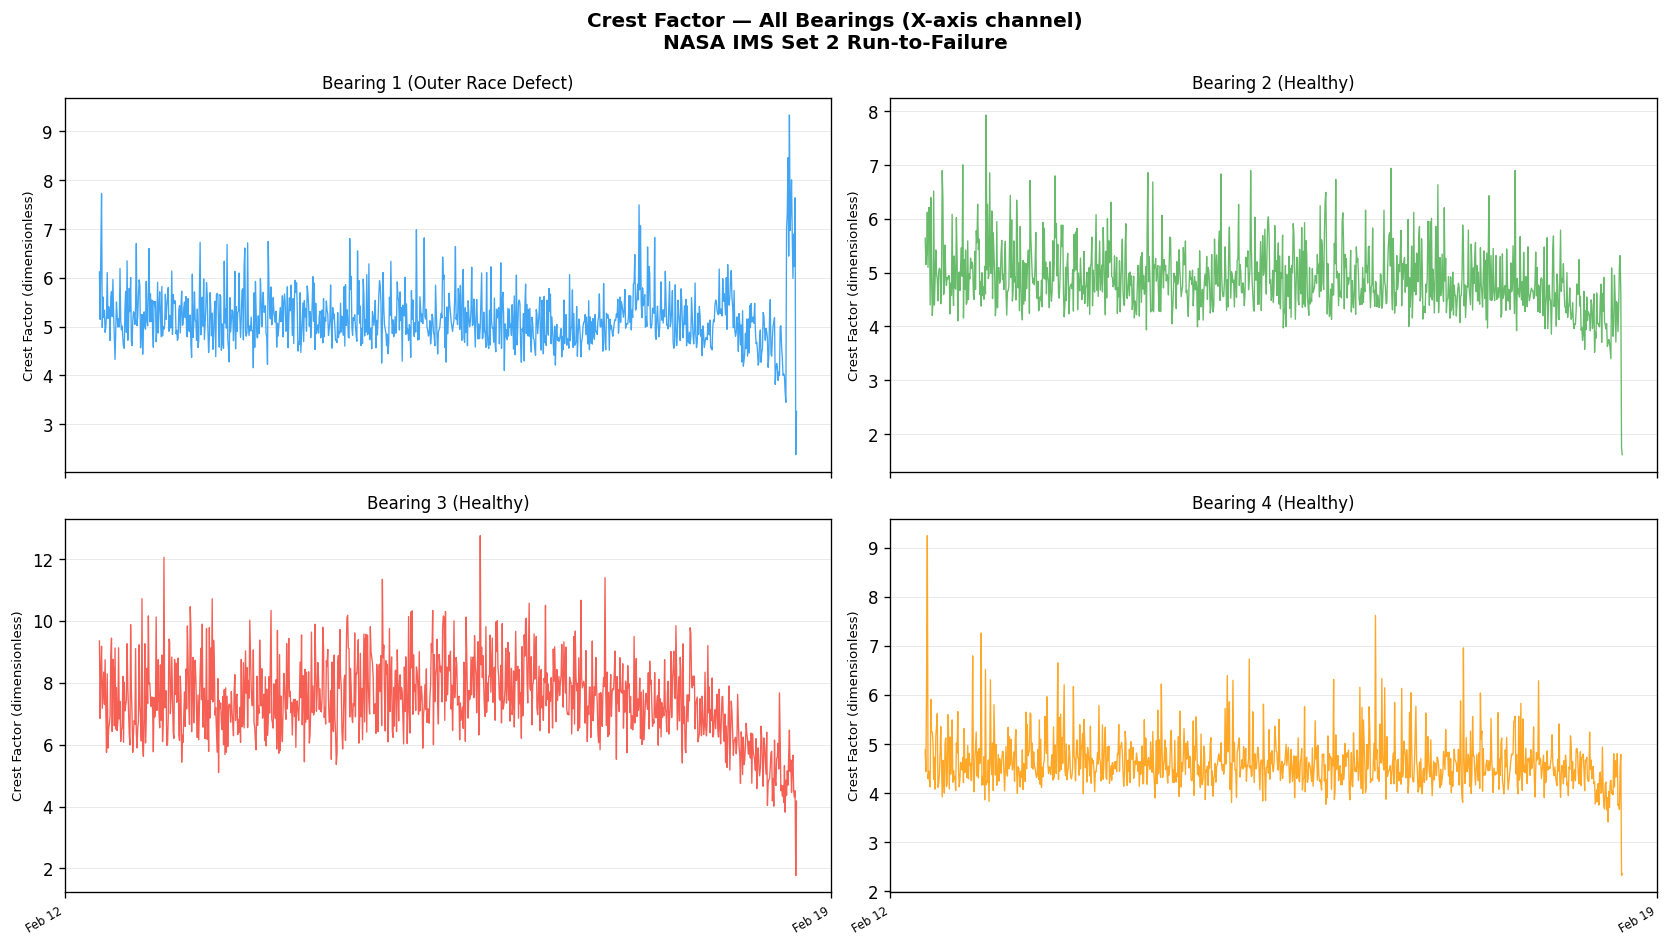 Crest Factor — All Bearings (X-axis channel)
NASA IMS Set 2 Run-to-Failure
Bearing 1 (Outer Race Defect)
Crest Factor (dimensionless)
9
8
7
6
5
4
3
Bearing 2 (Healthy)
Crest Factor (dimensionless)
8
7
6
5
4
3
2
Bearing 3 (Healthy)
Crest Factor (dimensionless)
12
10
8
6
4
2
Feb 12
Feb 19
Bearing 4 (Healthy)
Crest Factor (dimensionless)
9
8
7
6
5
4
3
2
Feb 12
Feb 19